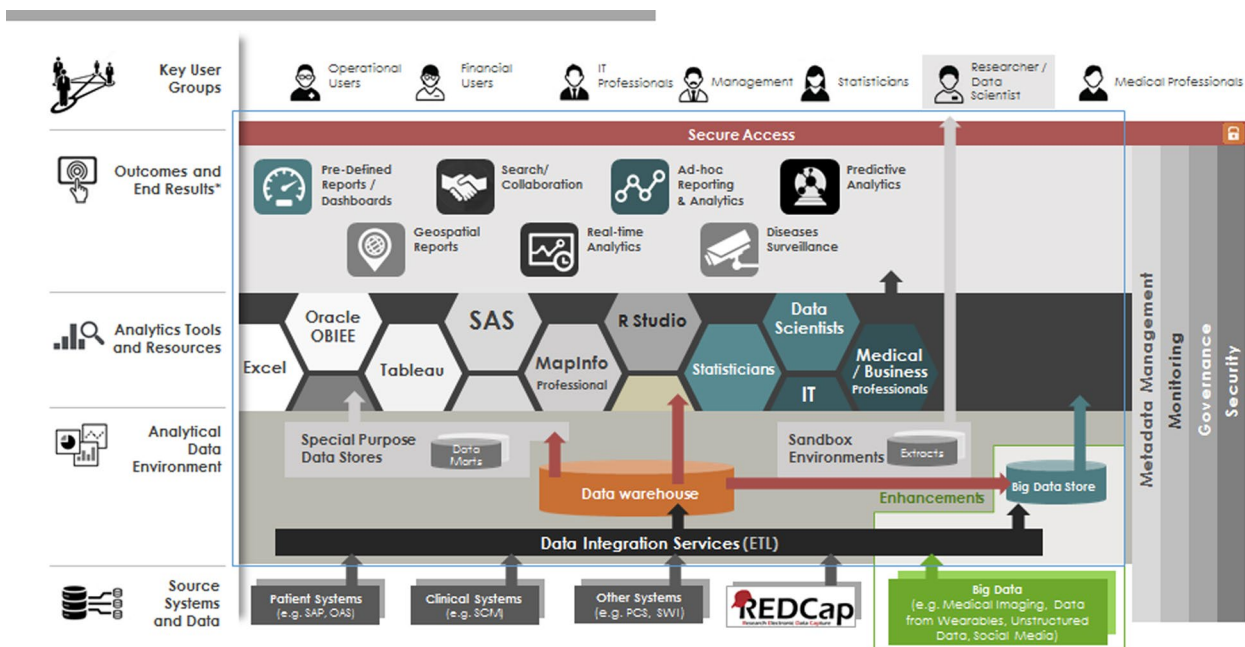 Key User
Groups
Operational
Users
Financial
Users
IT
Professionals
Management
Statisticians
Researcher /
Data
Scientist
Medical Professionals
Secure Access
Outcomes and
End Results*
Pre-Defined
Reports /
Dashboards
Search/
Collaboration
Ad-hoc
Reporting
& Analytics
Predictive
Analytics
Geospatial
Reports
Real-time
Analytics
Diseases
Surveillance
Analytics Tools
and Resources
Excel
Oracle
OBIEE
Tableau
SAS
MapInfo
Professional
R Studio
Statisticians
Data
Scientists
IT
Medical
/ Business
Professionals
Metadata Management
Monitoring
Governance
Security
Analytical
Data
Environment
Special Purpose
Data Stores
Data
Marts
Sandbox
Environments
Extracts
Data warehouse
Enhancements
Big Data Store
Data Integration Services (ETL)
Source
Systems
and Data
Patient Systems
(e.g. SAP, OAS)
Clinical Systems
(e.g. SCM)
Other Systems
(e.g. PCS, SWI)
REDCap
Research Electronic Data Capture
Big Data
(e.g. Medical Imaging, Data
from Wearables, Unstructured
Data, Social Media)